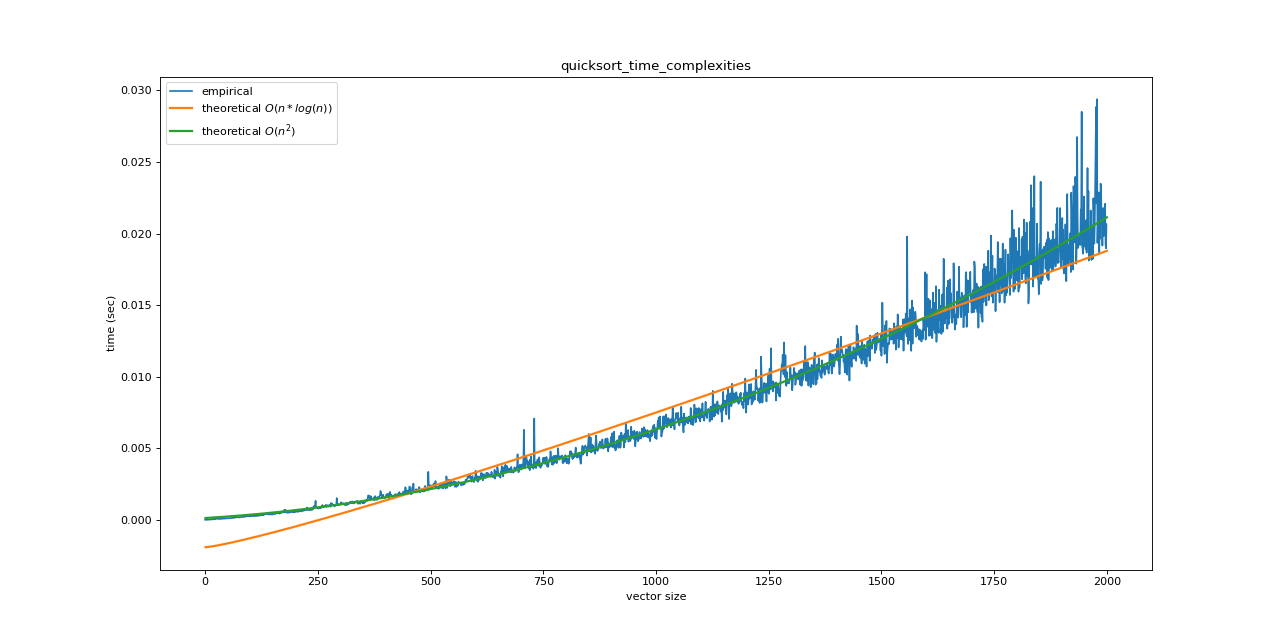 quicksort_time_complexities
empirical
theoretical O(n * log(n))
theoretical O(n²)
0.030
0.025
0.020
0.015
0.010
0.005
0.000
time (sec)
0 250 500 750 1000 1250 1500 1750 2000
vector size